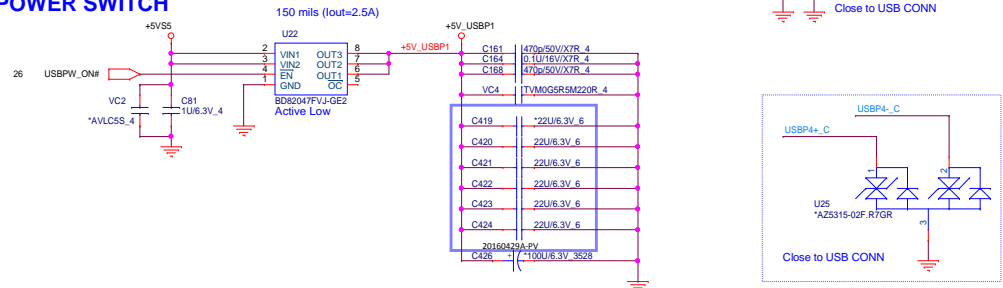 POWER SWITCH
150 mils (Iout=2.5A)
Close to USB CONN
+5VS5
+5V_USBP1
U22
2 VIN1 OUT3 8
3 VIN2 OUT2 7
4 EN OUT1 6
1 GND OC 5
+5V_USBP1
BD82047FVJ-GE2
Active Low
26 USBPW_ON#
VC2
*AVLC5S_4
C81
1U/6.3V_4
C161 470p/50V/X7R_4
C164 0.1U/16V/X7R_4
C168 470p/50V/X7R_4
VC4 TVM0G5R5M220R_4
C419 *22U/6.3V_6
C420 22U/6.3V_6
C421 22U/6.3V_6
C422 22U/6.3V_6
C423 22U/6.3V_6
C424 22U/6.3V_6
20160429A-PV
C426 + *100U/6.3V_3528
USBP4-_C
USBP4+_C
1 2
U25
*AZ5315-02F.R7GR
3
Close to USB CONN